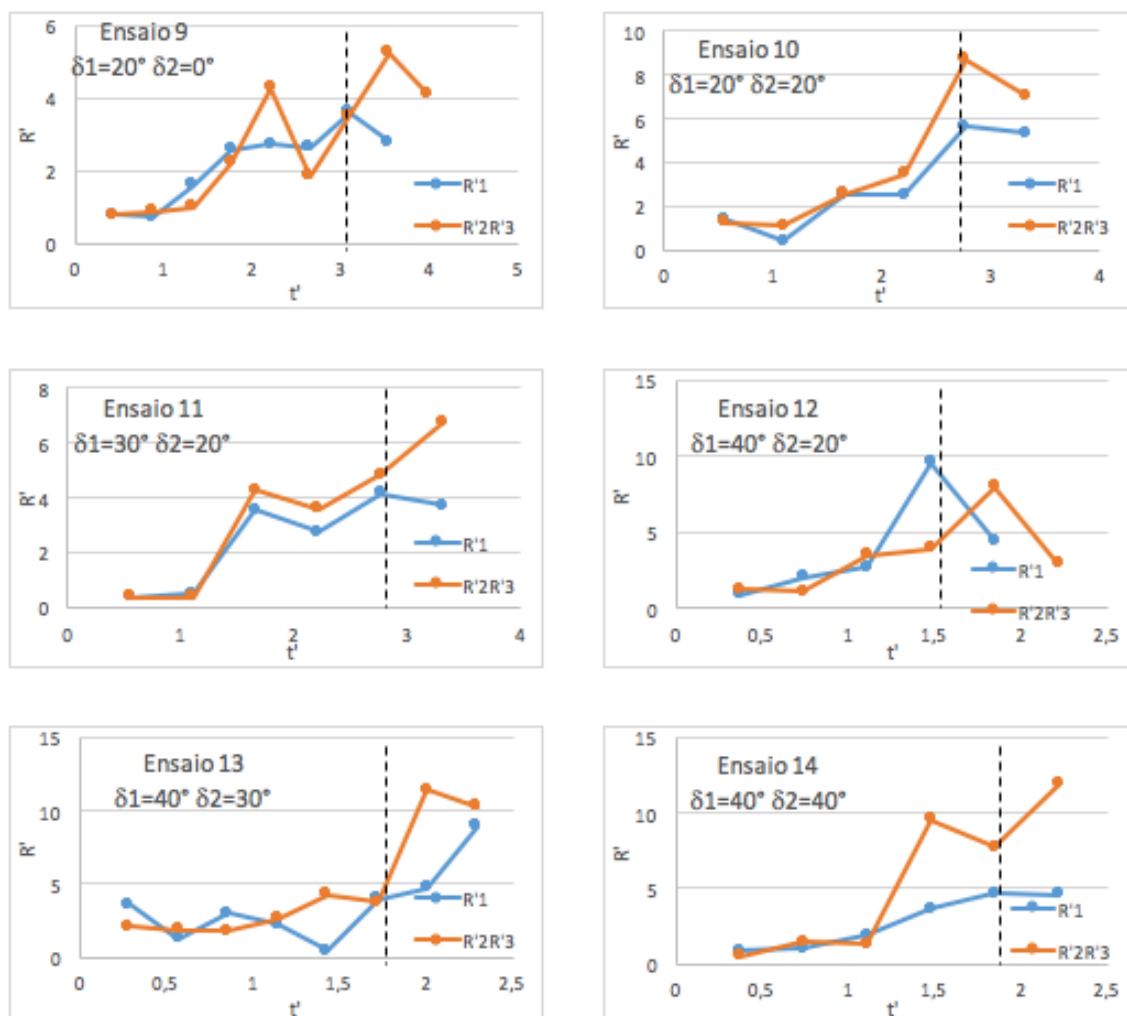 6
Ensaio 9
δ1=20° δ2=0°
4
R'
2
R'1
R'2R'3
0
0 1 2 3 4 5
t'
10
Ensaio 10
8
δ1=20° δ2=20°
6
R'
4
R'1
2
R'2R'3
0
0 1 2 3 4
t'
8
Ensaio 11
δ1=30° δ2=20°
6
R'
4
R'1
2
R'2R'3
0
0 1 2 3 4
t'
15
Ensaio 12
δ1=40° δ2=20°
10
R'
5
R'1
0
R'2R'3
0 0,5 1 1,5 2 2,5
t'
15
Ensaio 13
δ1=40° δ2=30°
10
R'
5
R'1
R'2R'3
0
0 0,5 1 1,5 2 2,5
t'
15
Ensaio 14
δ1=40° δ2=40°
10
R'
5
R'1
R'2R'3
0
0 0,5 1 1,5 2 2,5
t'